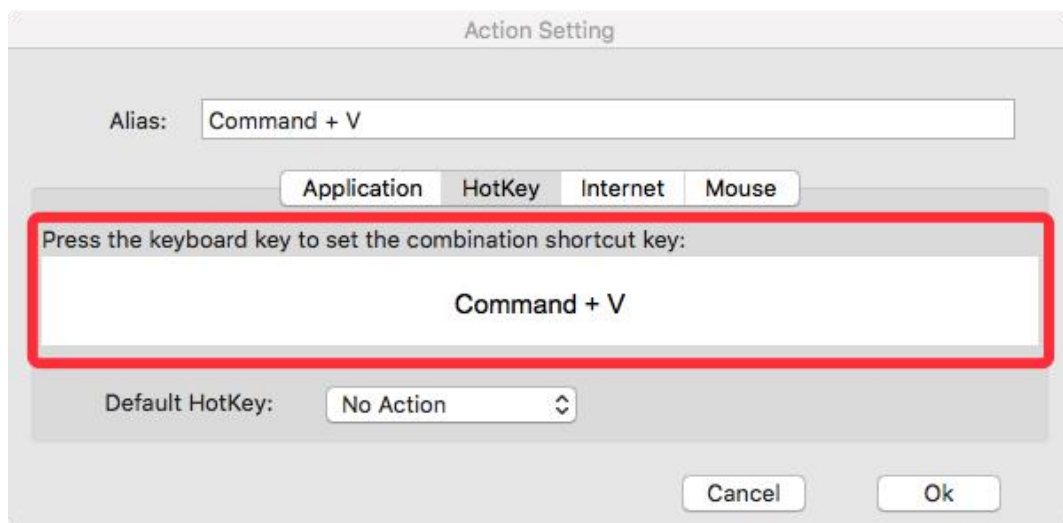 Action Setting
Alias: Command + V
Application HotKey Internet Mouse
Press the keyboard key to set the combination shortcut key:
Command + V
Default HotKey: No Action
Cancel Ok